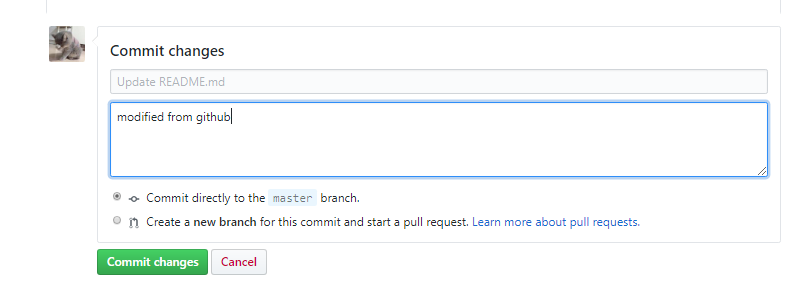 Commit changes
Update README.md
modified from github
Commit directly to the master branch.
Create a new branch for this commit and start a pull request. Learn more about pull requests.
Commit changes Cancel